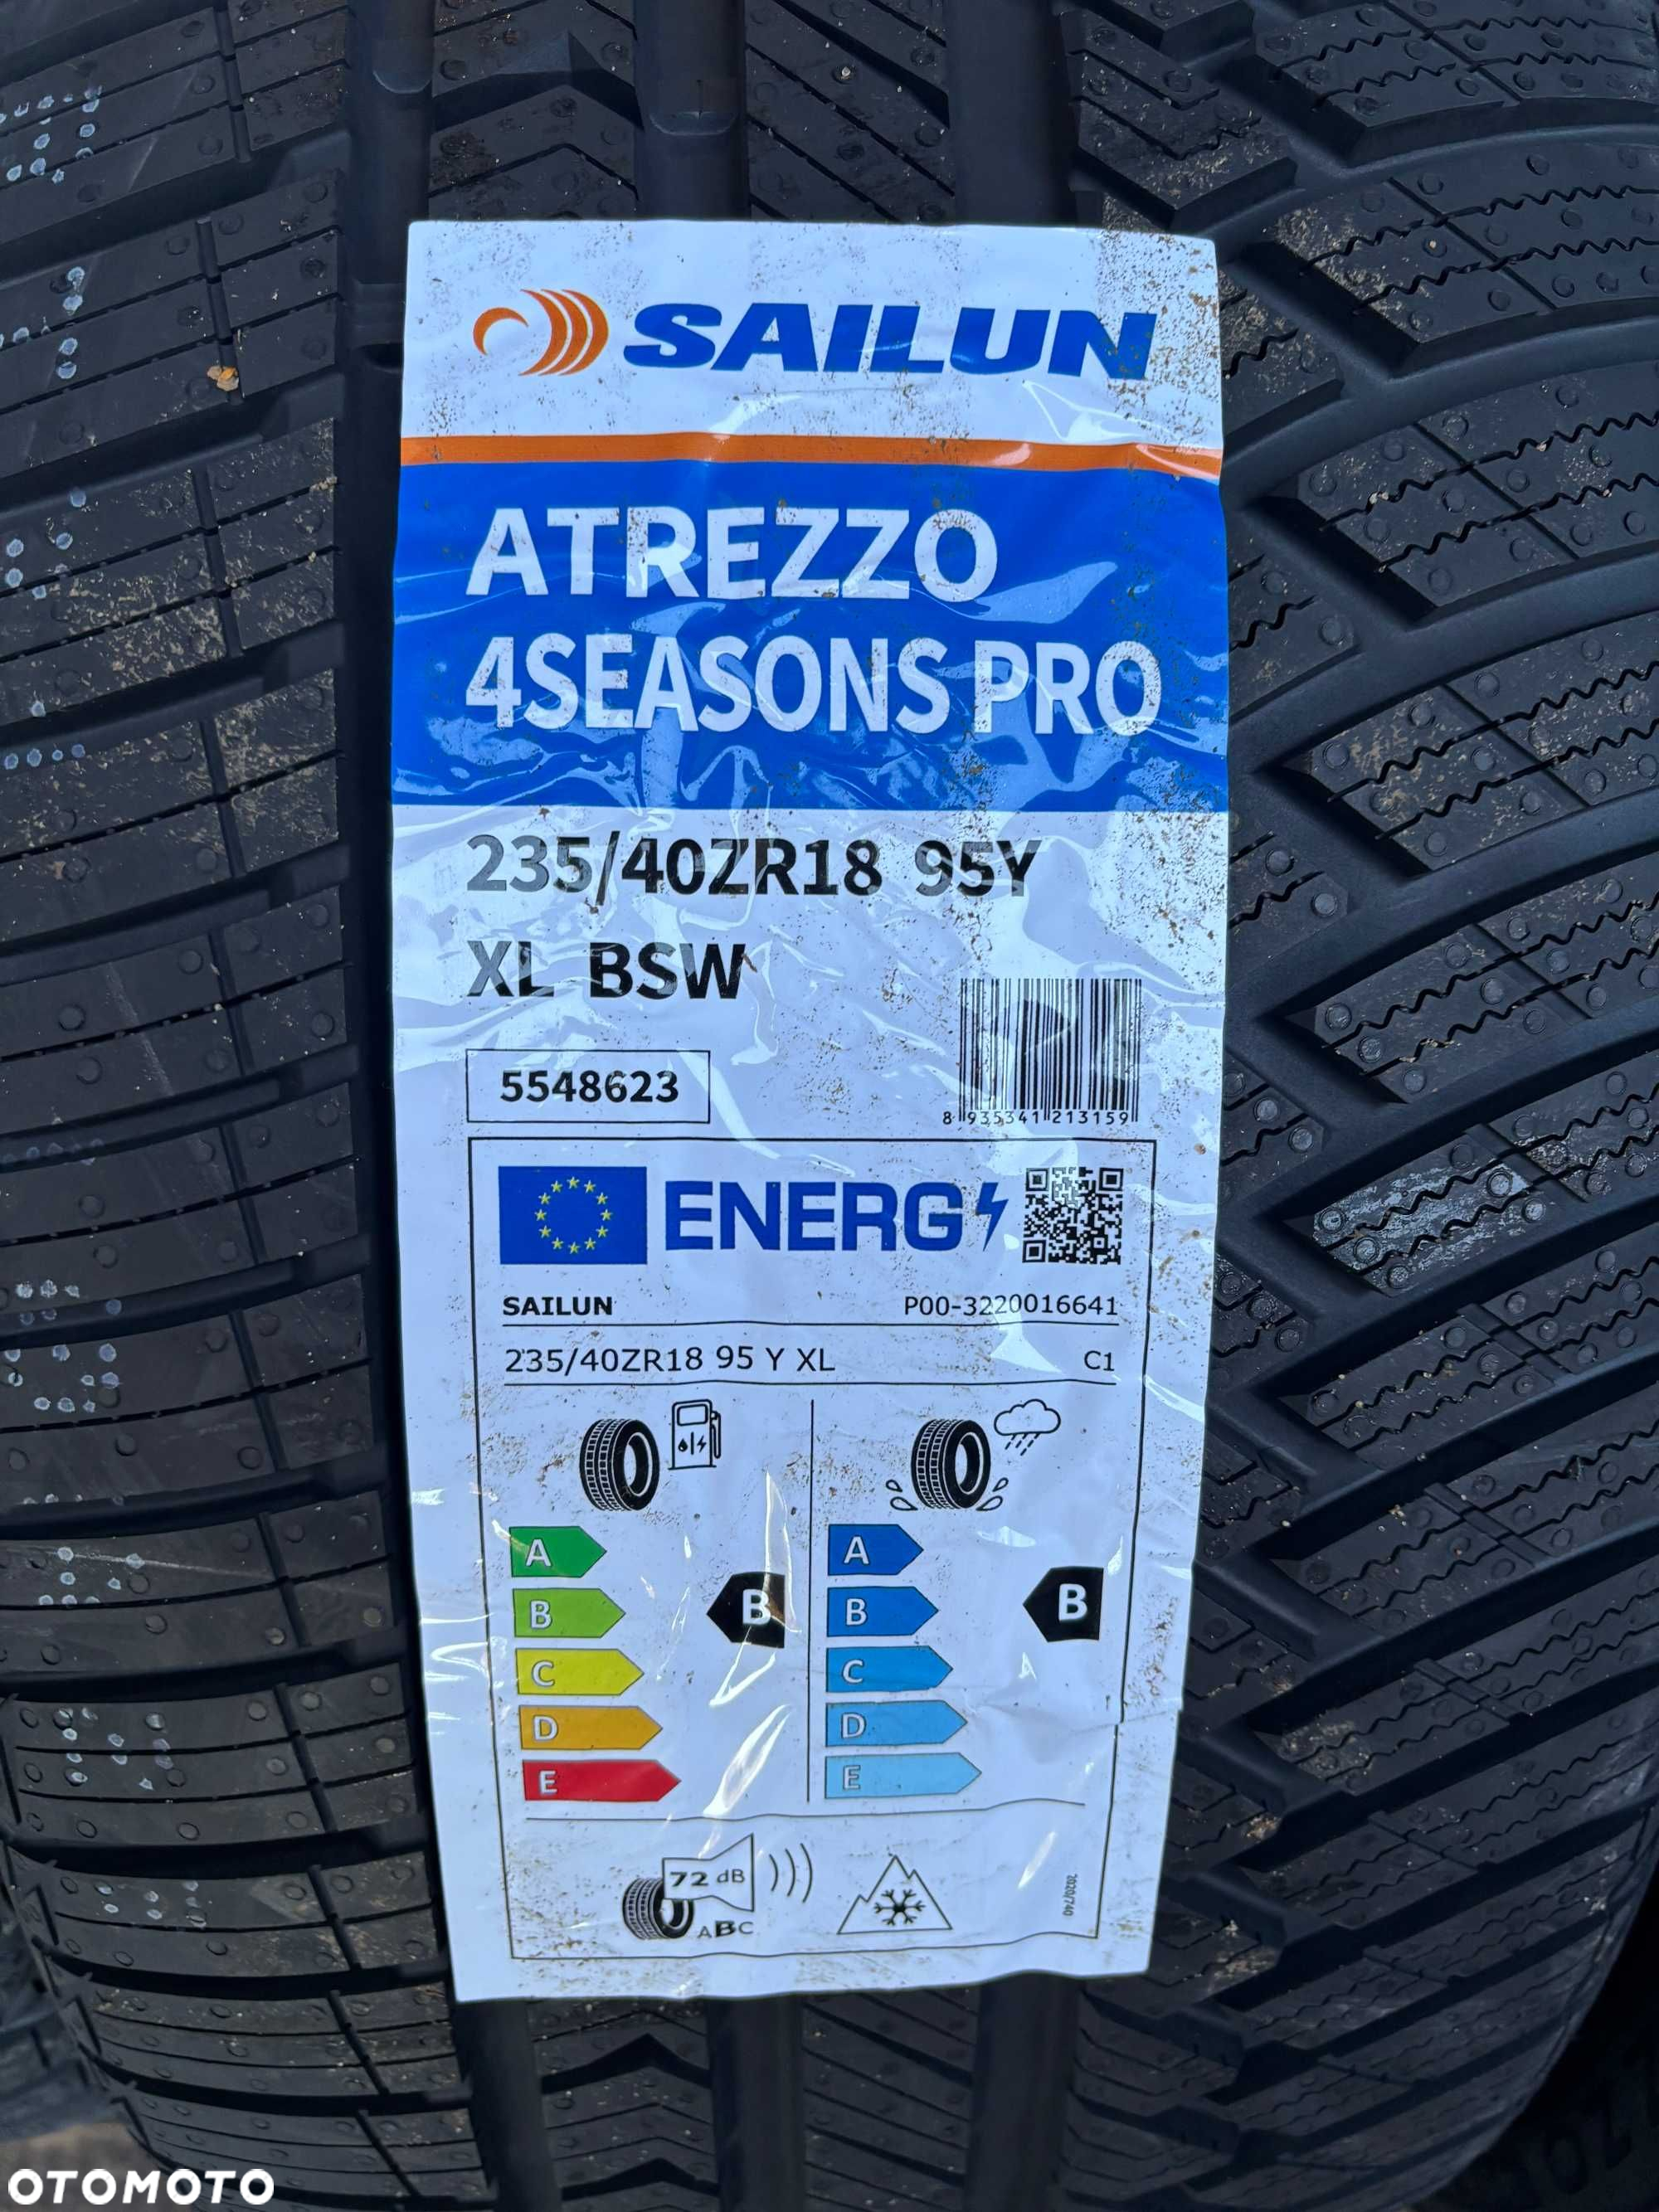 SAILUN
ATREZZO
4SEASONS PRO
235/40ZR18 95Y
XL BSW
5548623
8 935341 213159
ENERG
SAILUN P00-3220016641
235/40ZR18 95 Y XL C1
A A
B B B B
C C
D D
E E
72 dB
ABC
2020/740
OTOMOTO